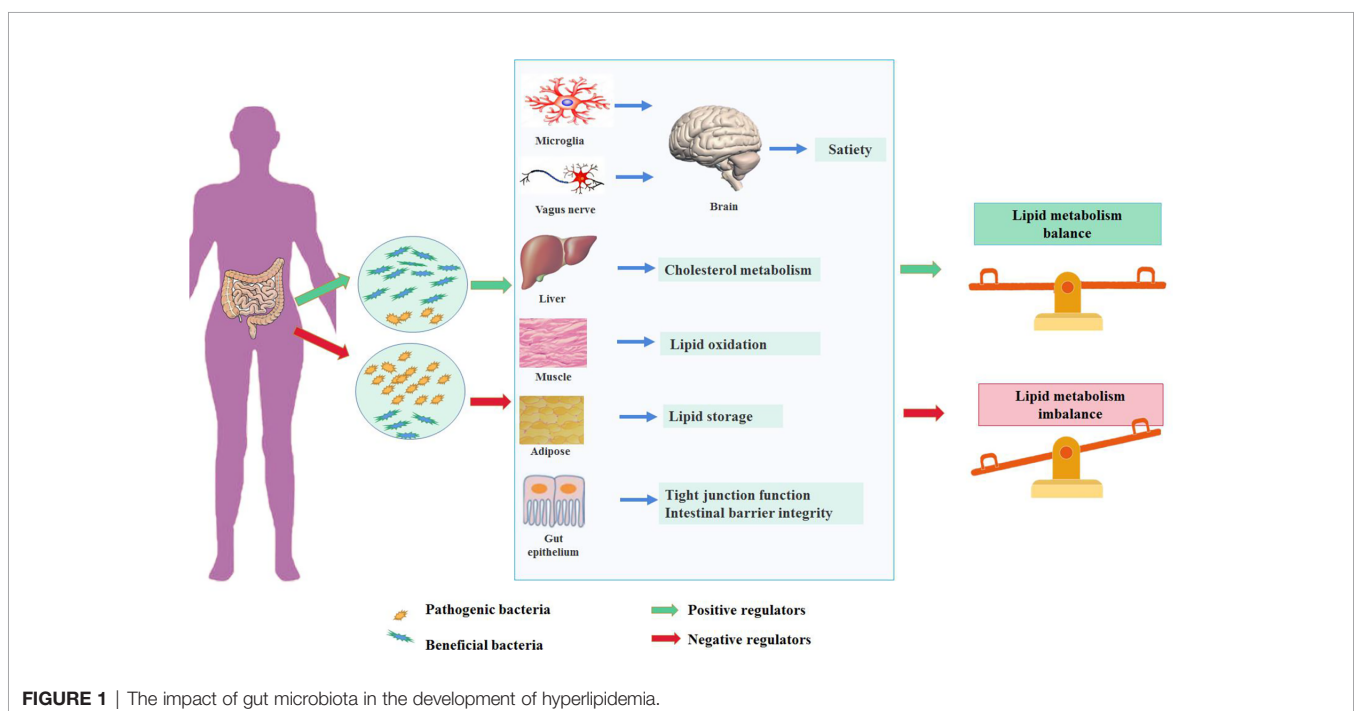 Microglia
Vagus nerve
Brain
Satiety
Liver
Cholesterol metabolism
Muscle
Lipid oxidation
Adipose
Lipid storage
Gut
epithelium
Tight junction function
Intestinal barrier integrity
Lipid metabolism
balance
Lipid metabolism
imbalance
Pathogenic bacteria
Beneficial bacteria
Positive regulators
Negative regulators
FIGURE 1 | The impact of gut microbiota in the development of hyperlipidemia.